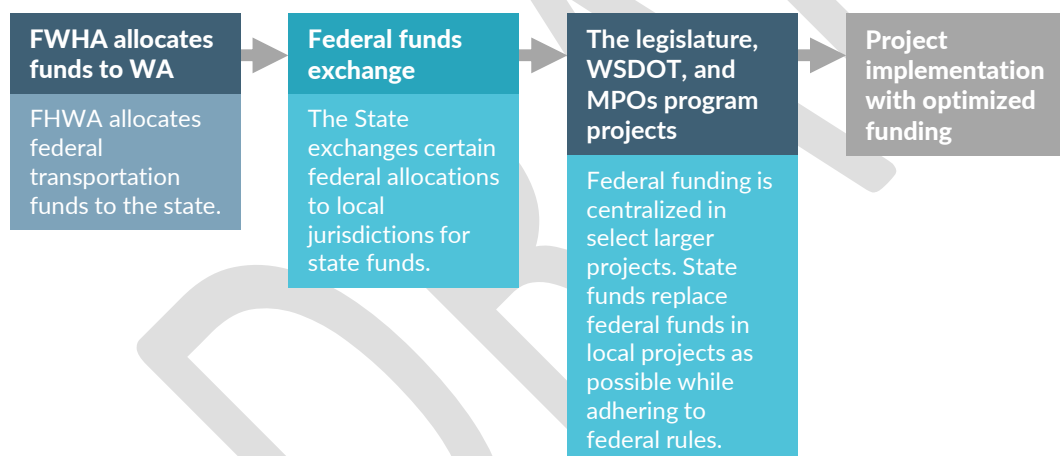 FWHA allocates
funds to WA
FHWA allocates
federal
transportation
funds to the state.
Federal funds
exchange
The State
exchanges certain
federal allocations
to local
jurisdictions for
state funds.
The legislature,
WSDOT, and
MPOs program
projects
Federal funding is
centralized in
select larger
projects. State
funds replace
federal funds in
local projects as
possible while
adhering to
federal rules.
Project
implementation
with optimized
funding